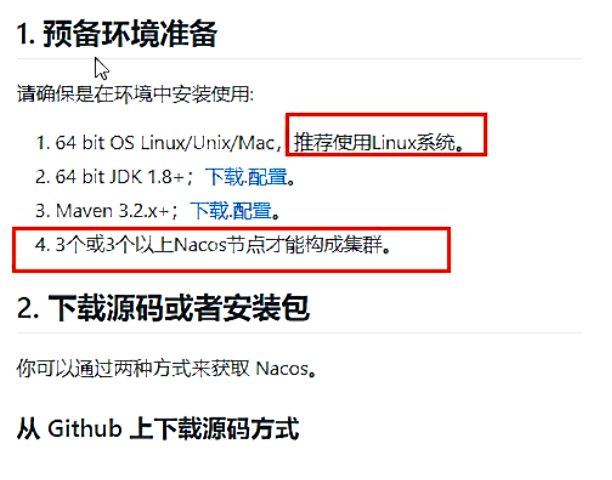 1. 预备环境准备
请确保是在环境中安装使用:
1. 64 bit OS Linux/Unix/Mac，推荐使用Linux系统。
2. 64 bit JDK 1.8+；下载.配置。
3. Maven 3.2.x+；下载.配置。
4. 3个或3个以上Nacos节点才能构成集群。
2. 下载源码或者安装包
你可以通过两种方式来获取 Nacos。
从 Github 上下载源码方式